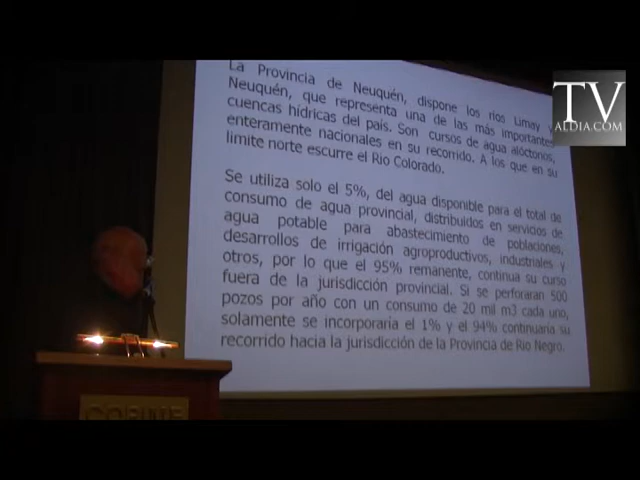 La Provincia de Neuquén, dispone los ríos Limay y
Neuquén, que representa una de las más importantes
cuencas hídricas del país. Son cursos de agua alóctonos,
enteramente nacionales en su recorrido. A los que en su
limite norte escurre el Rio Colorado.
Se utiliza solo el 5%, del agua disponible para el total de
consumo de agua provincial, distribuidos en servicios de
agua potable para abastecimiento de poblaciones,
desarrollos de irrigación agroproductivos, industriales y
otros, por lo que el 95% remanente, continua su curso
fuera de la jurisdicción provincial. Si se perforaran 500
pozos por año con un consumo de 20 mil m3 cada uno,
solamente se incorporaria el 1% y el 94% continuaria su
recorrido hacia la jurisdicción de la Provincia de Rio Negro.
TV
ALDIA.COM